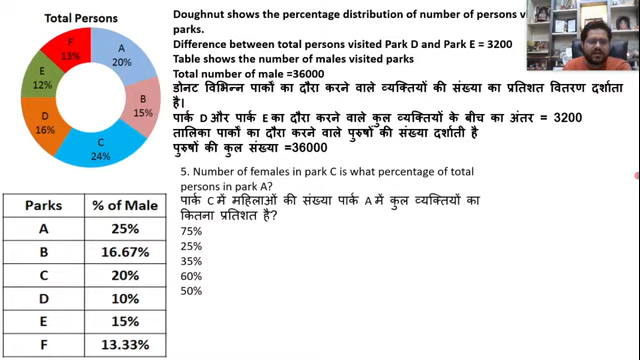 Total Persons
F
13%
A
20%
E
12%
B
15%
D
16%
C
24%
Doughnut shows the percentage distribution of number of persons
parks.
Difference between total persons visited Park D and Park E = 3200
Table shows the number of males visited parks
Total number of male =36000
डोनट विभिन्न पार्कों का दौरा करने वाले व्यक्तियों की संख्या का प्रतिशत वितरण दर्शाता
है।
पार्क D और पार्क E का दौरा करने वाले कुल व्यक्तियों के बीच का अंतर = 3200
तालिका पार्कों का दौरा करने वाले पुरुषों की संख्या दर्शाती है
पुरुषों की कुल संख्या =36000
5. Number of females in park C is what percentage of total
persons in park A?
पार्क C में महिलाओं की संख्या पार्क A में कुल व्यक्तियों का
कितना प्रतिशत है?
75%
25%
35%
60%
50%
Parks % of Male
A 25%
B 16.67%
C 20%
D 10%
E 15%
F 13.33%